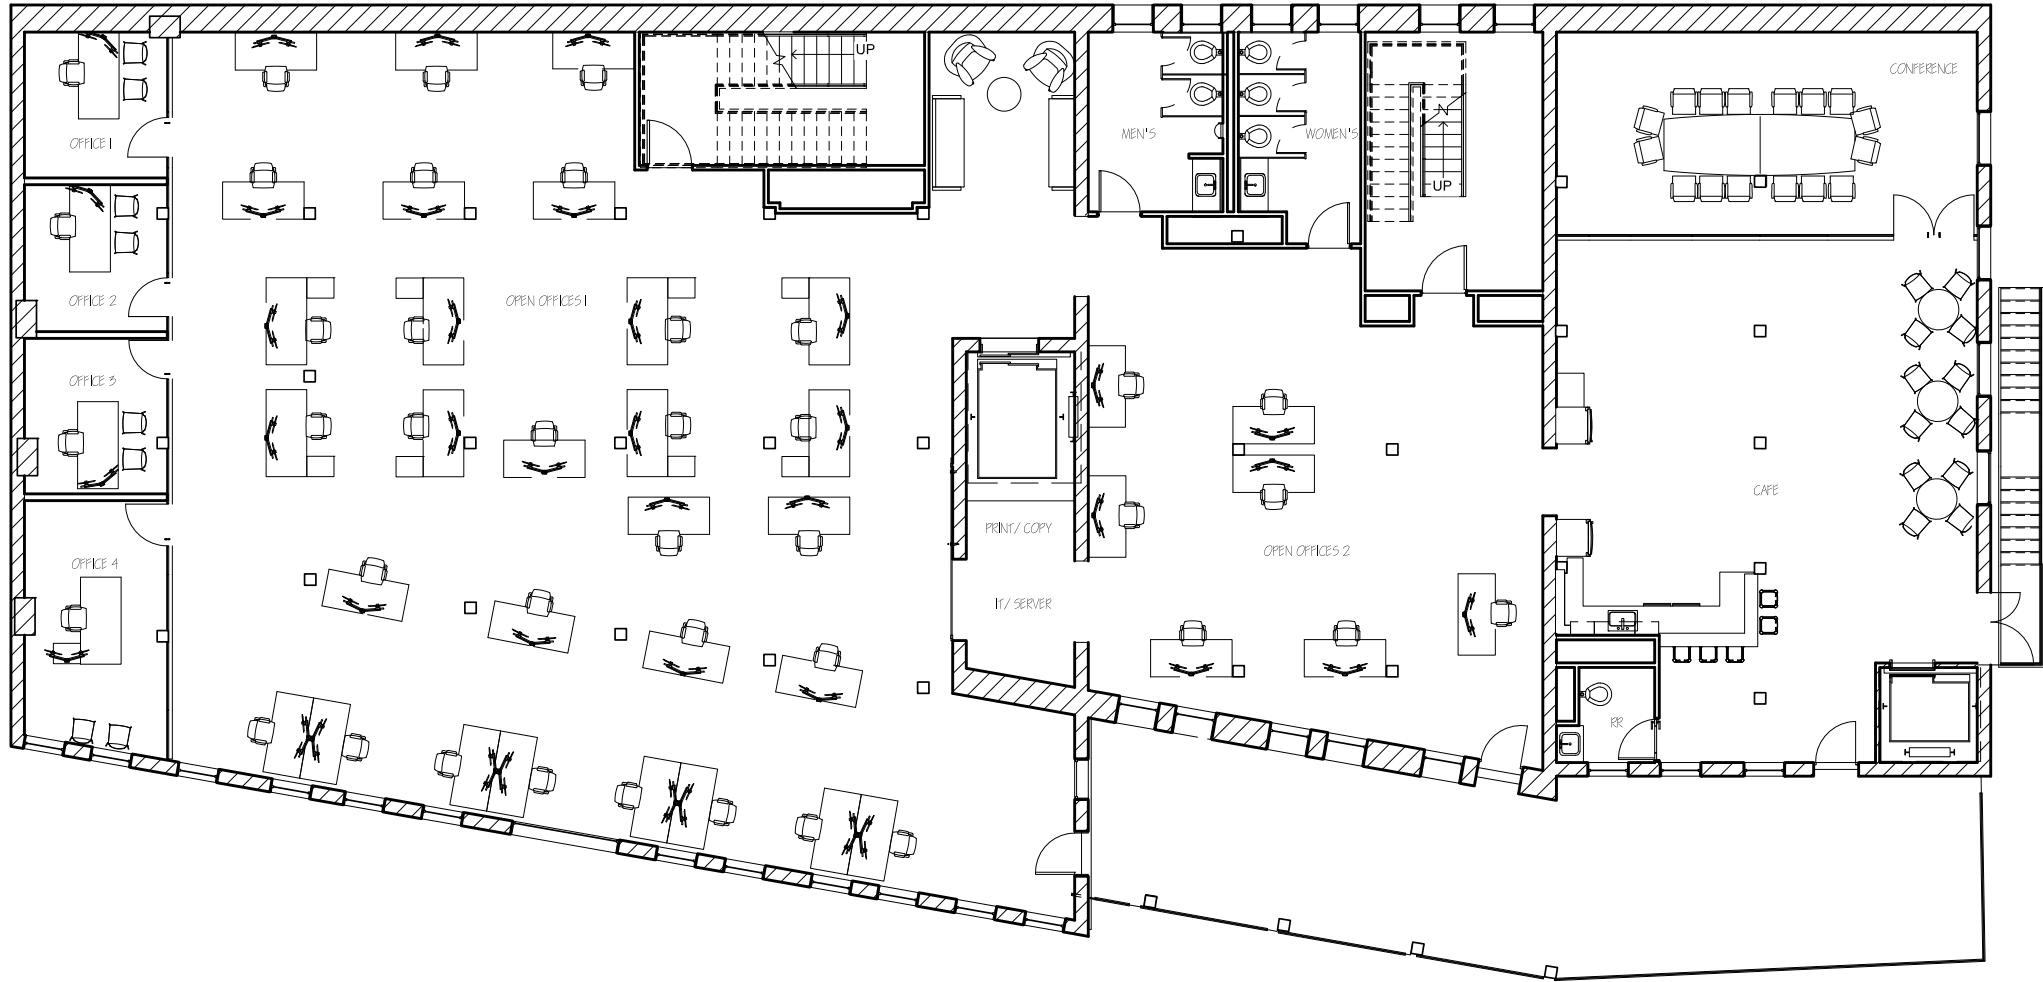 UP
CONFERENCE
MEN'S
WOMEN'S
OFFICE 1
UP
OFFICE 2
OPEN OFFICES 1
OFFICE 3
CAFE
PRINT/ COPY
OPEN OFFICES 2
OFFICE 4
IT/ SERVER
RR